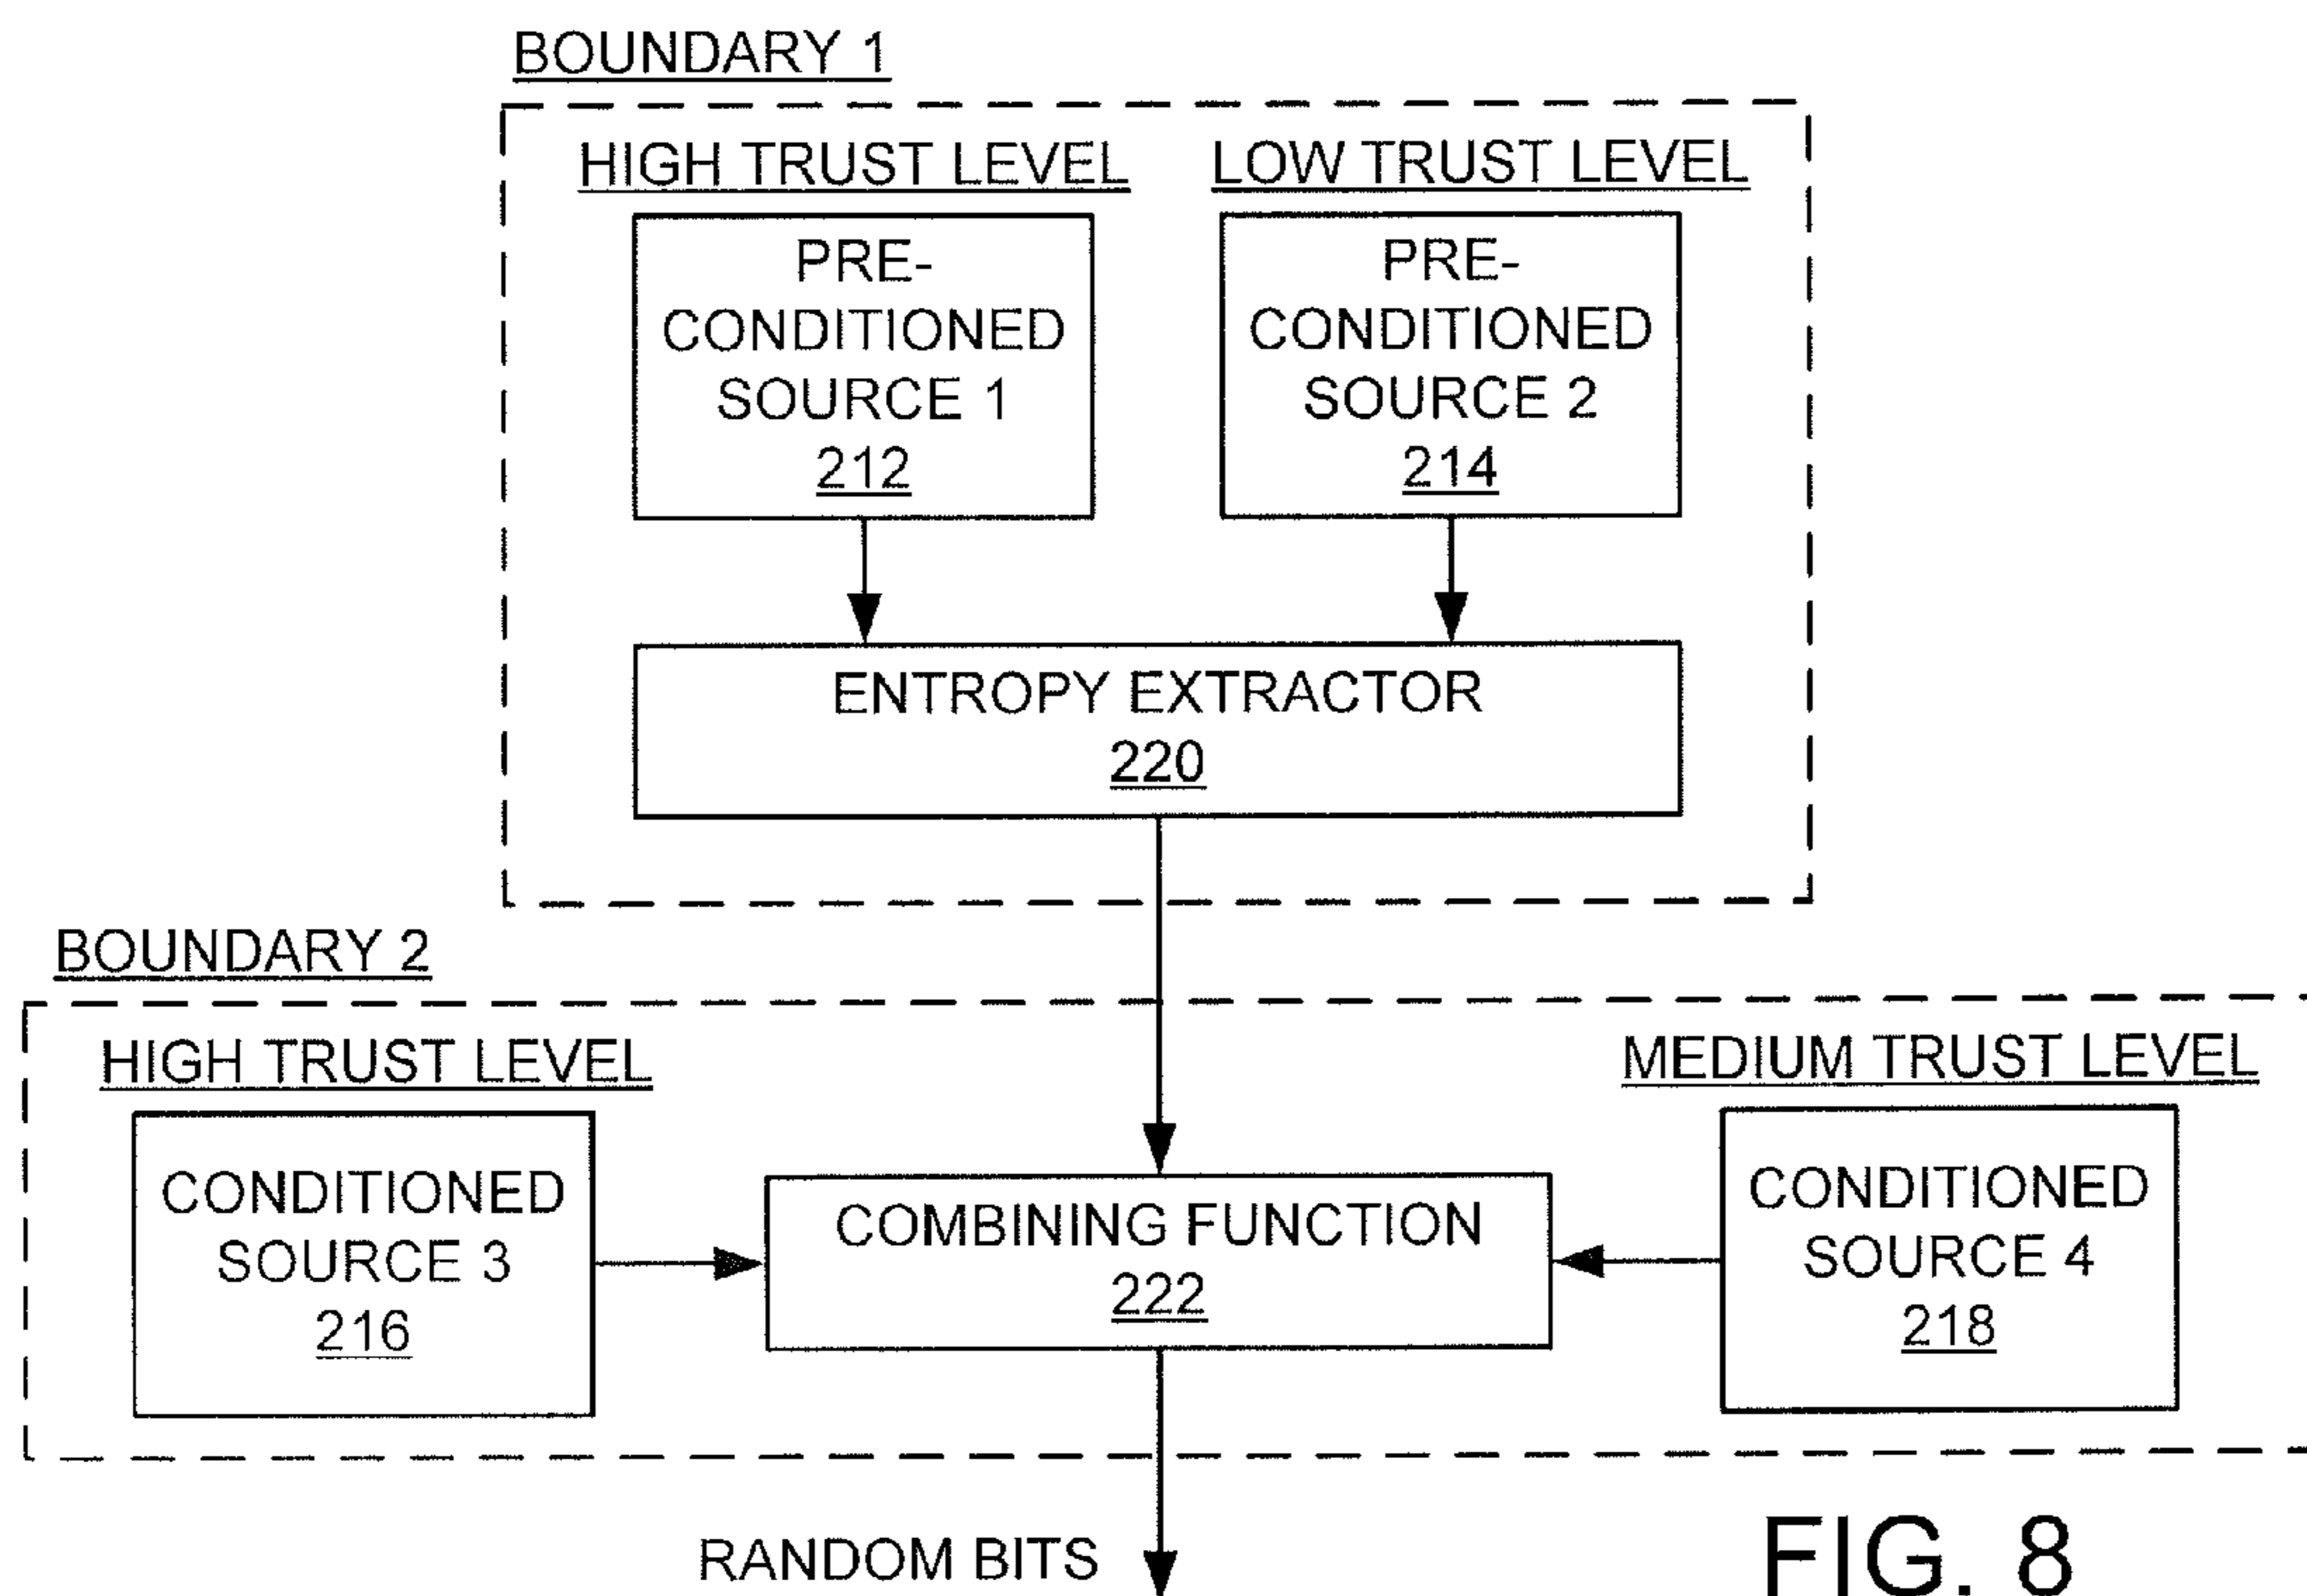 BOUNDARY 1
HIGH TRUST LEVEL
LOW TRUST LEVEL
PRE-
CONDITIONED
SOURCE 1
212
PRE-
CONDITIONED
SOURCE 2
214
ENTROPY EXTRACTOR
220
BOUNDARY 2
HIGH TRUST LEVEL
MEDIUM TRUST LEVEL
CONDITIONED
SOURCE 3
216
COMBINING FUNCTION
222
CONDITIONED
SOURCE 4
218
RANDOM BITS
FIG. 8